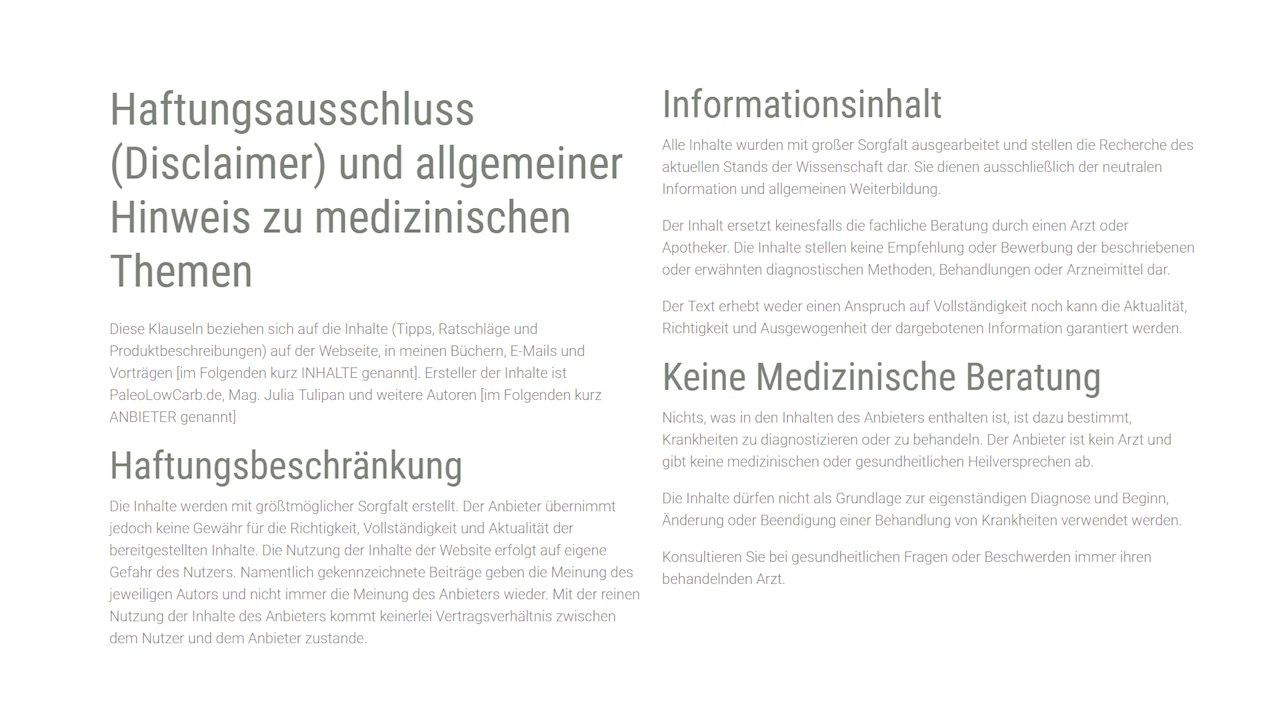 Haftungsausschluss
(Disclaimer) und allgemeiner
Hinweis zu medizinischen
Themen
Diese Klauseln beziehen sich auf die Inhalte (Tipps, Ratschläge und
Produktbeschreibungen) auf der Webseite, in meinen Büchern, E-Mails und
Vorträgen [im Folgenden kurz INHALTE genannt]. Ersteller der Inhalte ist
PaleoLowCarb.de, Mag. Julia Tulipan und weitere Autoren [im Folgenden kurz
ANBIETER genannt]
Haftungsbeschränkung
Die Inhalte werden mit größtmöglicher Sorgfalt erstellt. Der Anbieter übernimmt
jedoch keine Gewähr für die Richtigkeit, Vollständigkeit und Aktualität der
bereitgestellten Inhalte. Die Nutzung der Inhalte der Website erfolgt auf eigene
Gefahr des Nutzers. Namentlich gekennzeichnete Beiträge geben die Meinung des
jeweiligen Autors und nicht immer die Meinung des Anbieters wieder. Mit der reinen
Nutzung der Inhalte des Anbieters kommt keinerlei Vertragsverhältnis zwischen
dem Nutzer und dem Anbieter zustande.
Informationsinhalt
Alle Inhalte wurden mit großer Sorgfalt ausgearbeitet und stellen die Recherche des
aktuellen Stands der Wissenschaft dar. Sie dienen ausschließlich der neutralen
Information und allgemeinen Weiterbildung.
Der Inhalt ersetzt keinesfalls die fachliche Beratung durch einen Arzt oder
Apotheker. Die Inhalte stellen keine Empfehlung oder Bewerbung der beschriebenen
oder erwähnten diagnostischen Methoden, Behandlungen oder Arzneimittel dar.
Der Text erhebt weder einen Anspruch auf Vollständigkeit noch kann die Aktualität,
Richtigkeit und Ausgewogenheit der dargebotenen Information garantiert werden.
Keine Medizinische Beratung
Nichts, was in den Inhalten des Anbieters enthalten ist, ist dazu bestimmt,
Krankheiten zu diagnostizieren oder zu behandeln. Der Anbieter ist kein Arzt und
gibt keine medizinischen oder gesundheitlichen Heilversprechen ab.
Die Inhalte dürfen nicht als Grundlage zur eigenständigen Diagnose und Beginn,
Änderung oder Beendigung einer Behandlung von Krankheiten verwendet werden.
Konsultieren Sie bei gesundheitlichen Fragen oder Beschwerden immer ihren
behandelnden Arzt.